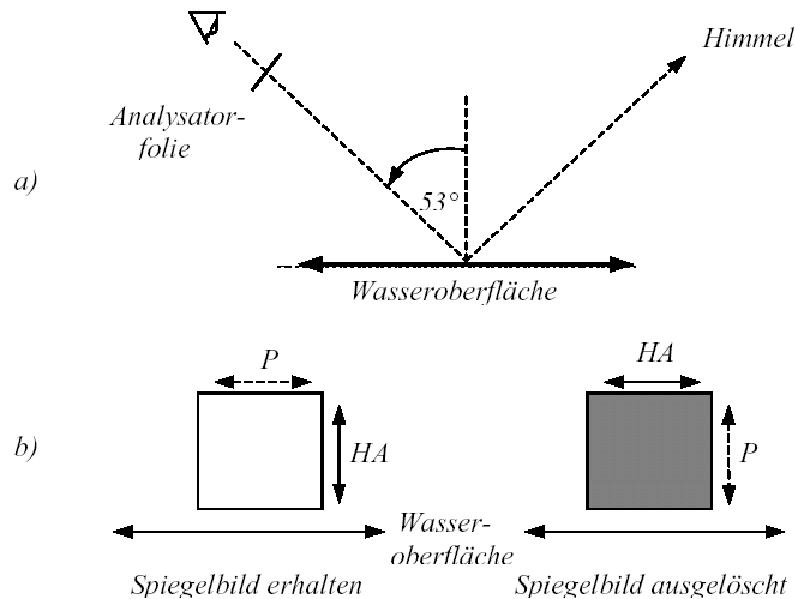 Himmel
Analysator-
folie
a)
53°
Wasseroberfläche
P
HA
b)
HA
P
Wasser-
oberfläche
Spiegelbild erhalten
Spiegelbild ausgelöscht